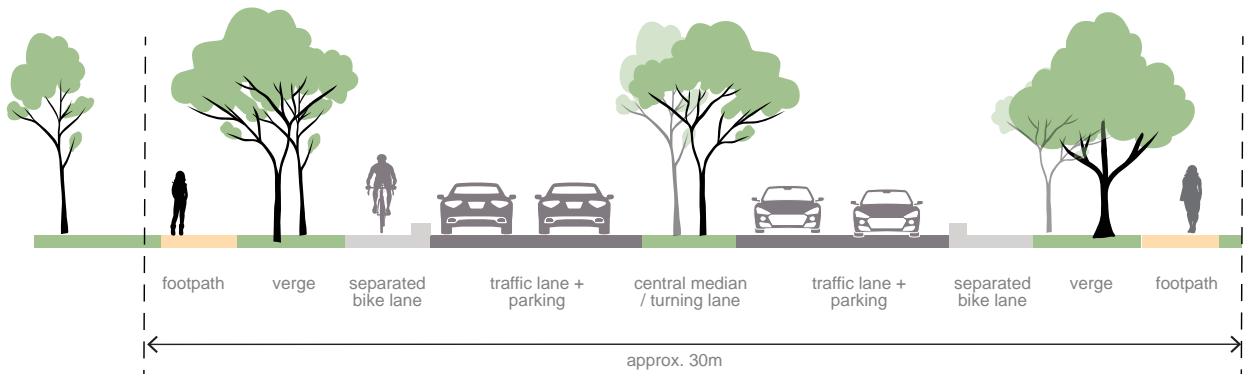 footpath
verge
separated
bike lane
traffic lane +
parking
central median
/ turning lane
traffic lane +
parking
separated
bike lane
verge
footpath
approx. 30m